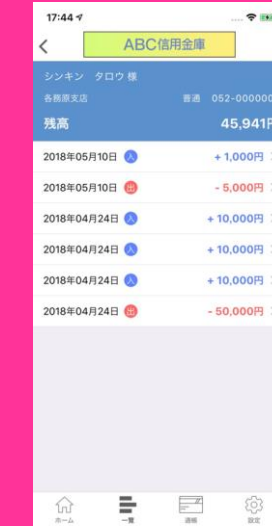 17:44
ABC信用金庫
シンキン タロウ 様
各務原支店 普通 052-000000
残高 45,941円
2018年05月10日 入 + 1,000円
2018年05月10日 出 - 5,000円
2018年04月24日 入 + 10,000円
2018年04月24日 入 + 10,000円
2018年04月24日 入 + 10,000円
2018年04月24日 出 - 50,000円
ホーム 一覧 通帳 設定